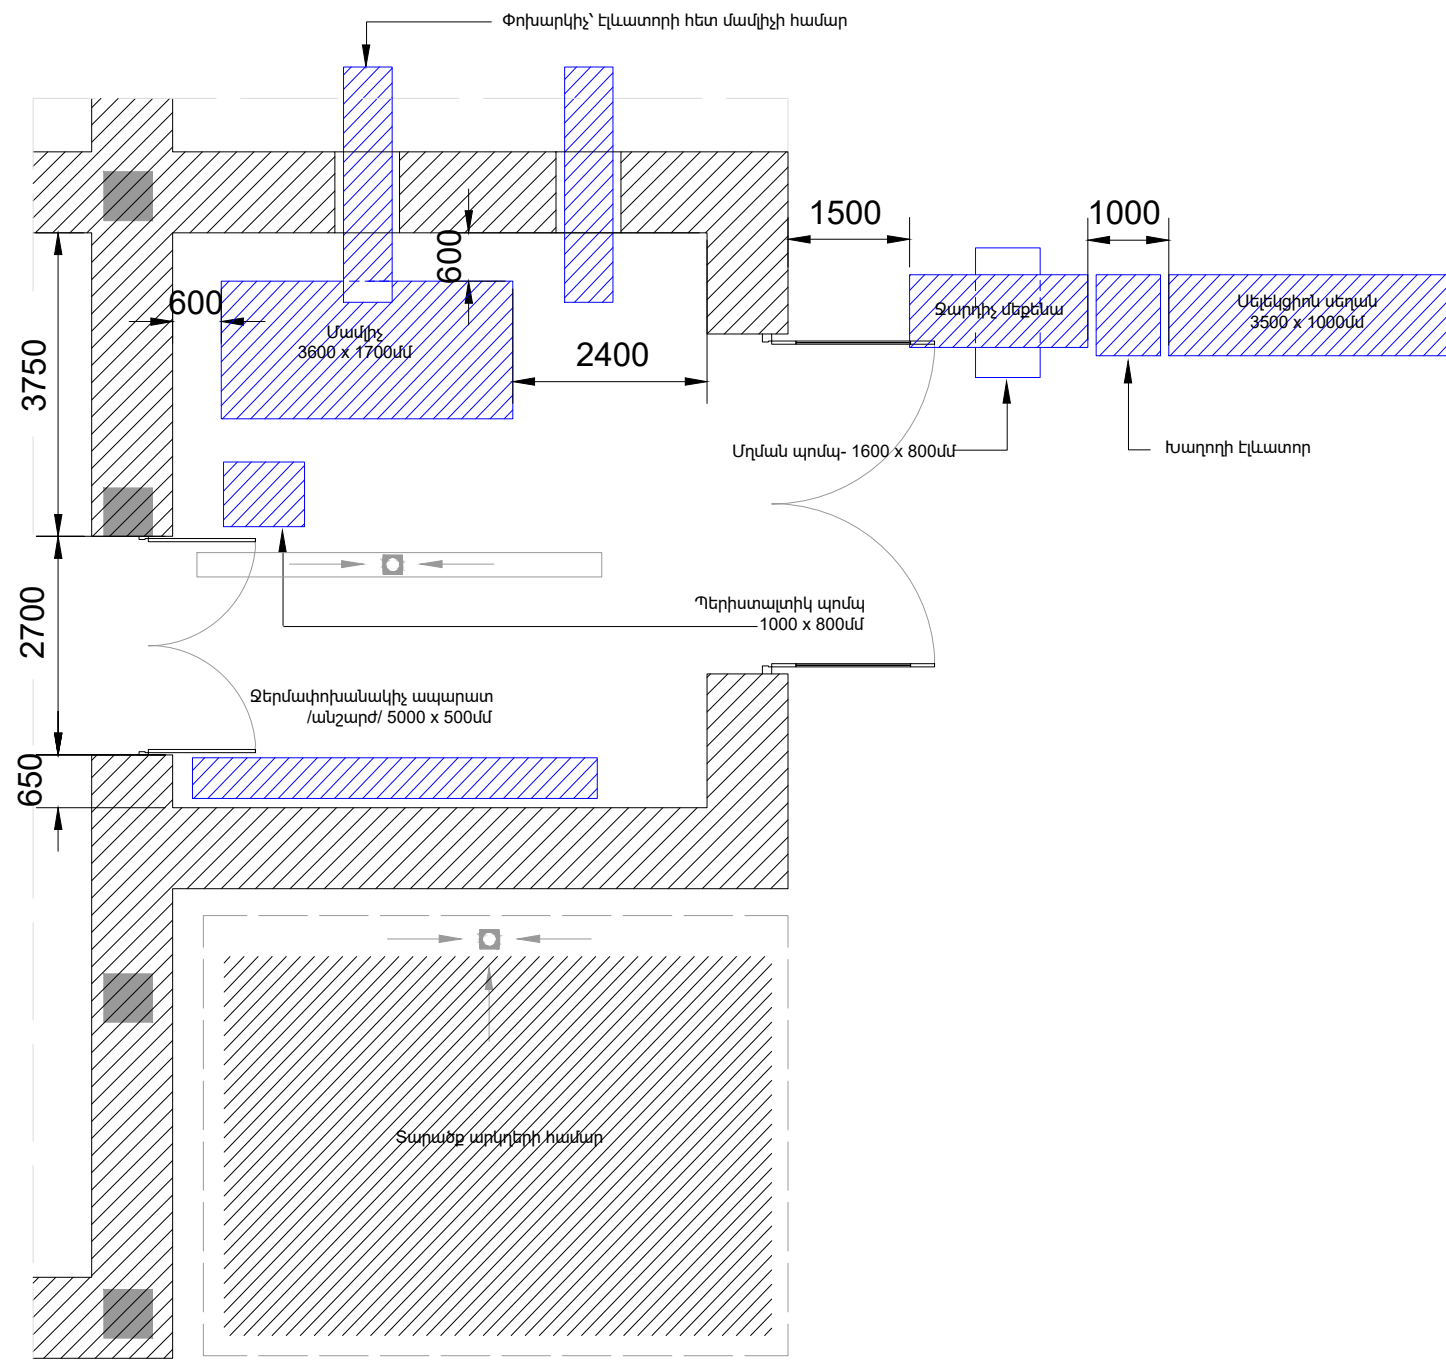 Փոխարկիչ՝ էլևատորի հետ մամլիչի համար
1500
1000
600
600
Մամլիչ
3600 x 1700մմ
2400
3750
Ջարդիչ մեքենա
Սելեկցիոն սեղան
3500 x 1000մմ
Մղման պոմպ- 1600 x 800մմ
Խաղողի էլևատոր
2700
Պերիստալտիկ պոմպ
1000 x 800մմ
Ջերմափոխանակիչ ապարատ
/անշարժ/ 5000 x 500մմ
650
Տարածք արկղերի համար